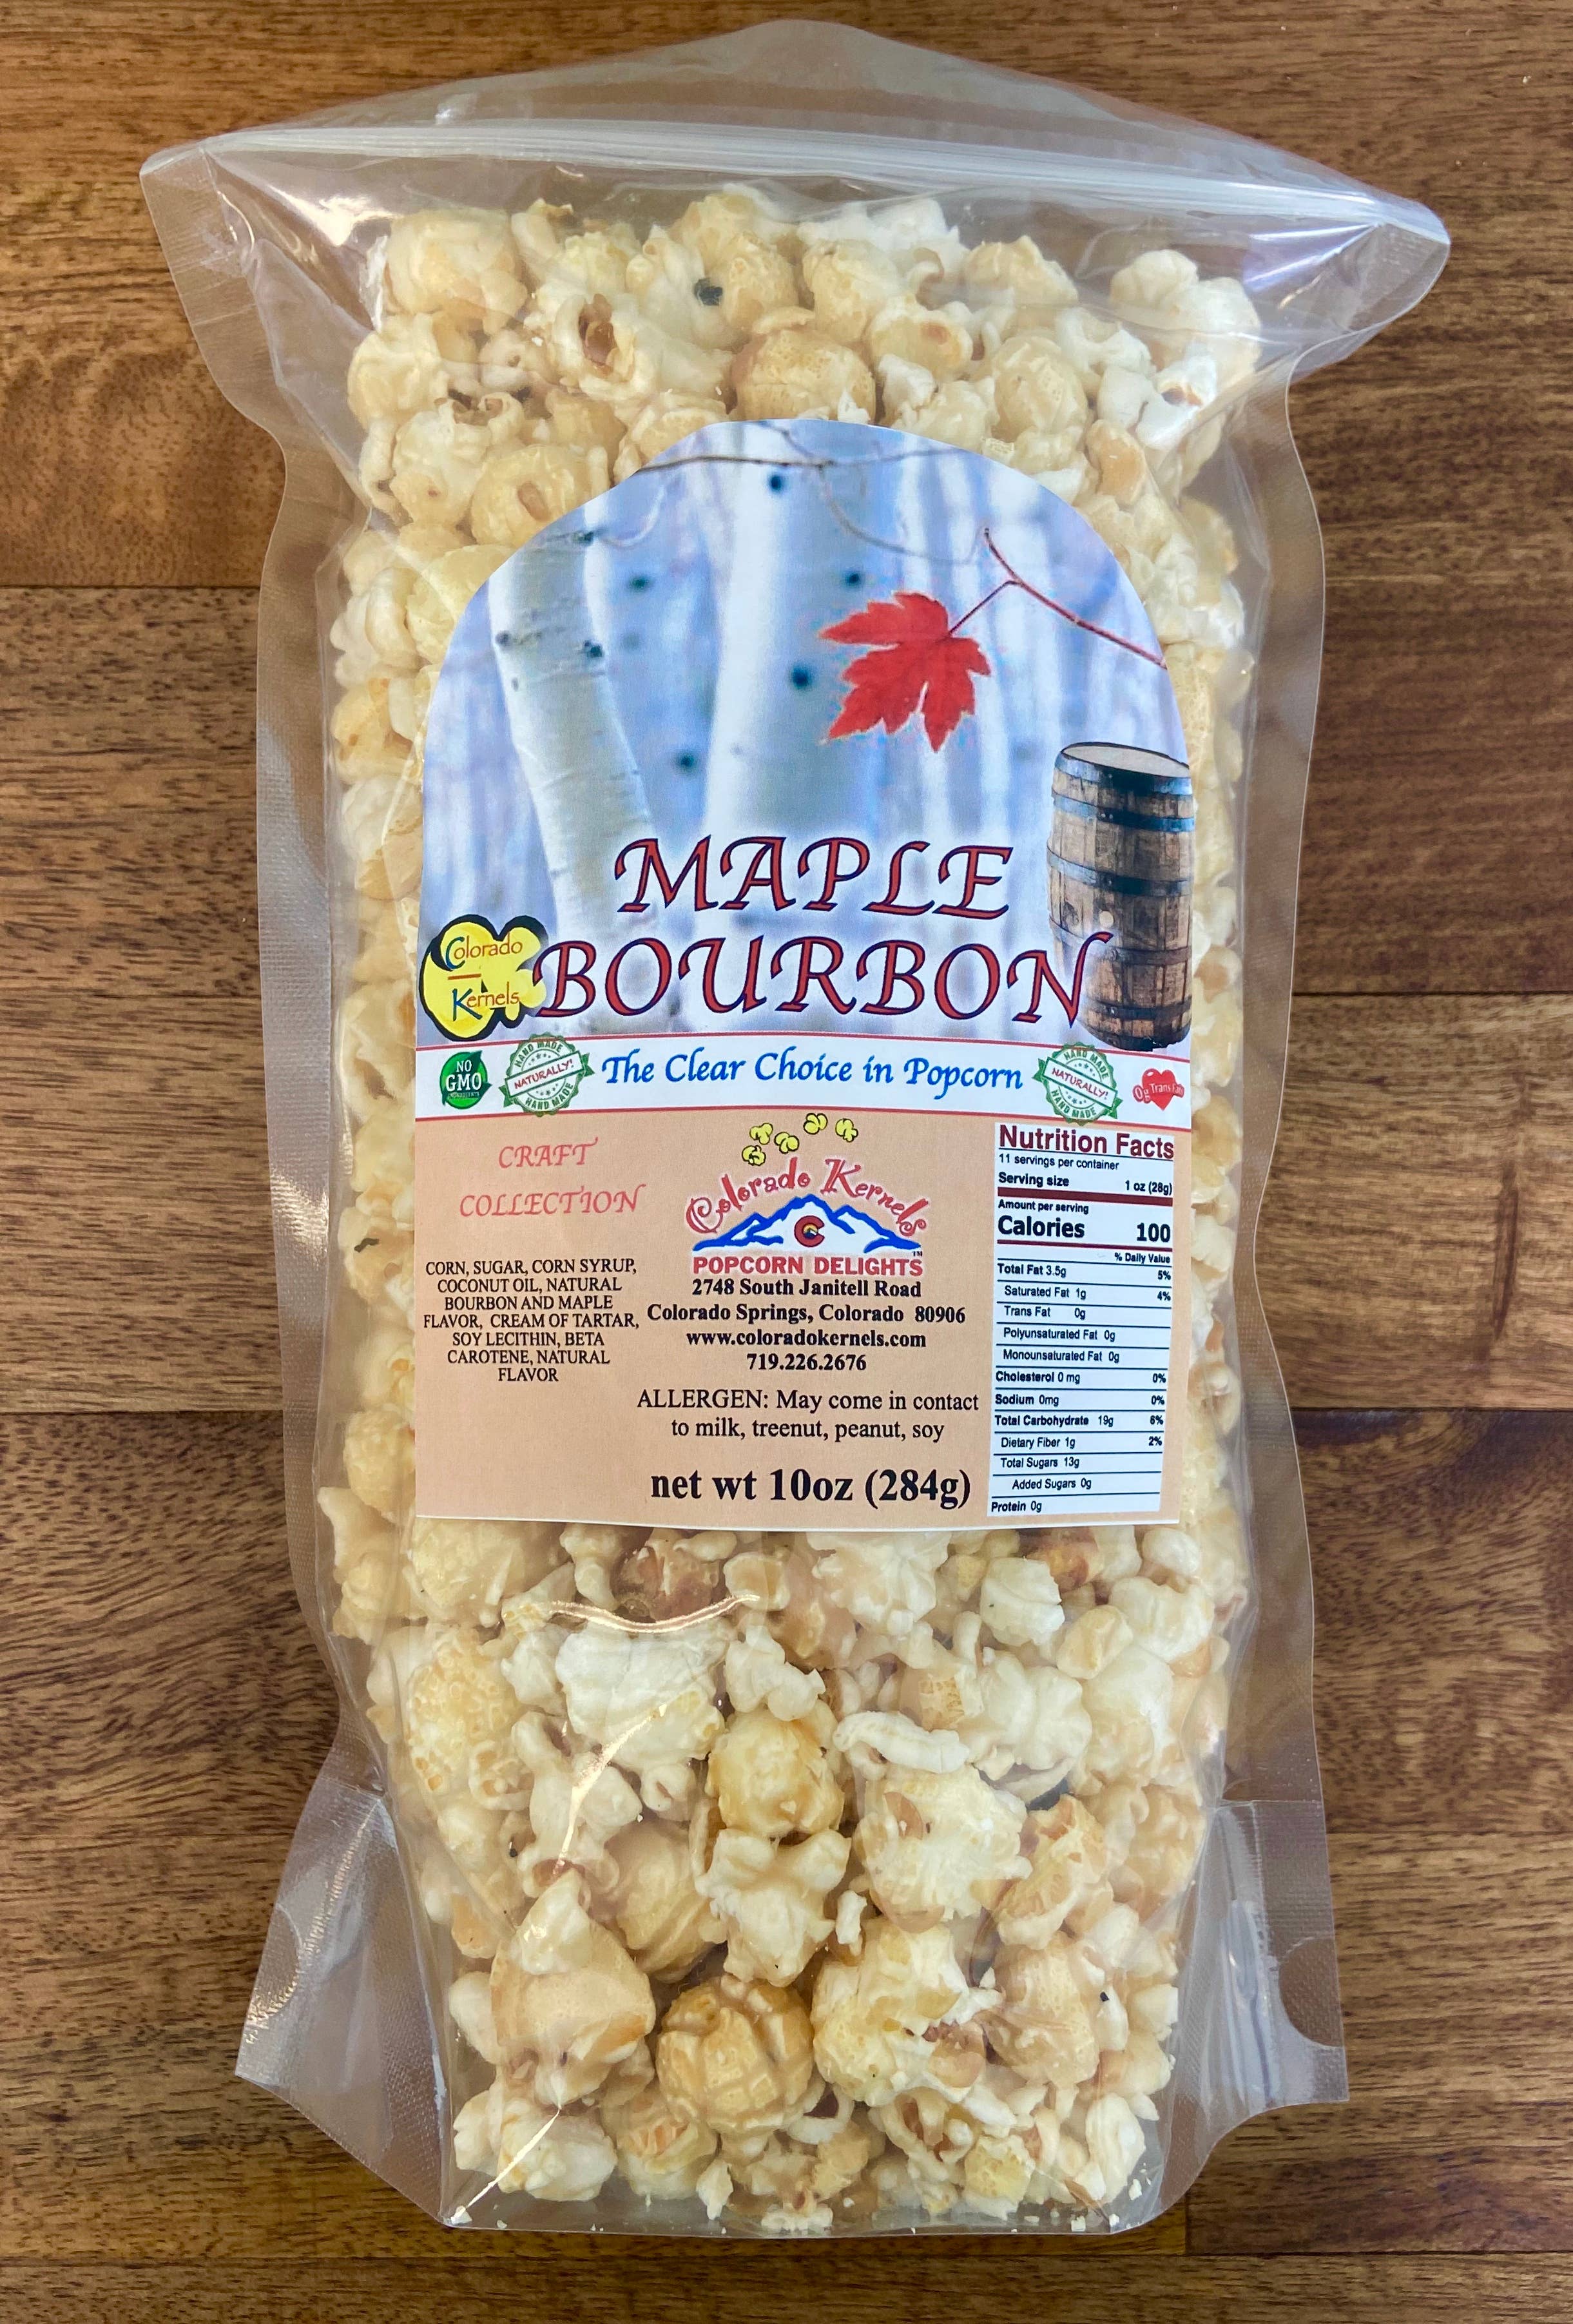 MAPLE
BOURBON
Colorado
Kernels
NO
GMO
HAND MADE
NATURALLY!
HAND MADE
The Clear Choice in Popcorn
HAND MADE
NATURALLY!
HAND MADE
0g Trans Fats
CRAFT
COLLECTION
CORN, SUGAR, CORN SYRUP,
COCONUT OIL, NATURAL
BOURBON AND MAPLE
FLAVOR, CREAM OF TARTAR,
SOY LECITHIN, BETA
CAROTENE, NATURAL
FLAVOR
Colorado Kernels
C
POPCORN DELIGHTS™
2748 South Janitell Road
Colorado Springs, Colorado 80906
www.coloradokernels.com
719.226.2676
ALLERGEN: May come in contact
to milk, treenut, peanut, soy
net wt 10oz (284g)
Nutrition Facts
11 servings per container
Serving size 1 oz (28g)
Amount per serving
Calories 100
% Daily Value
Total Fat 3.5g 5%
Saturated Fat 1g 4%
Trans Fat 0g
Polyunsaturated Fat 0g
Monounsaturated Fat 0g
Cholesterol 0 mg 0%
Sodium 0mg 0%
Total Carbohydrate 19g 6%
Dietary Fiber 1g 2%
Total Sugars 13g
Added Sugars 0g
Protein 0g